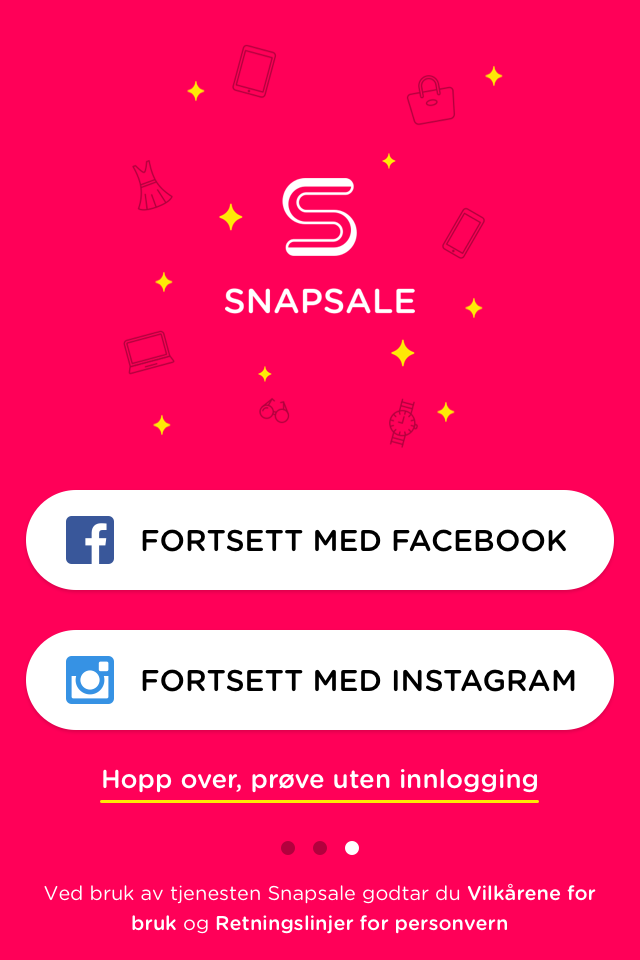 SNAPSALE
FORTSETT MED FACEBOOK
FORTSETT MED INSTAGRAM
Hopp over, prøve uten innlogging
Ved bruk av tjenesten Snapsale godtar du Vilkårene for
bruk og Retningslinjer for personvern